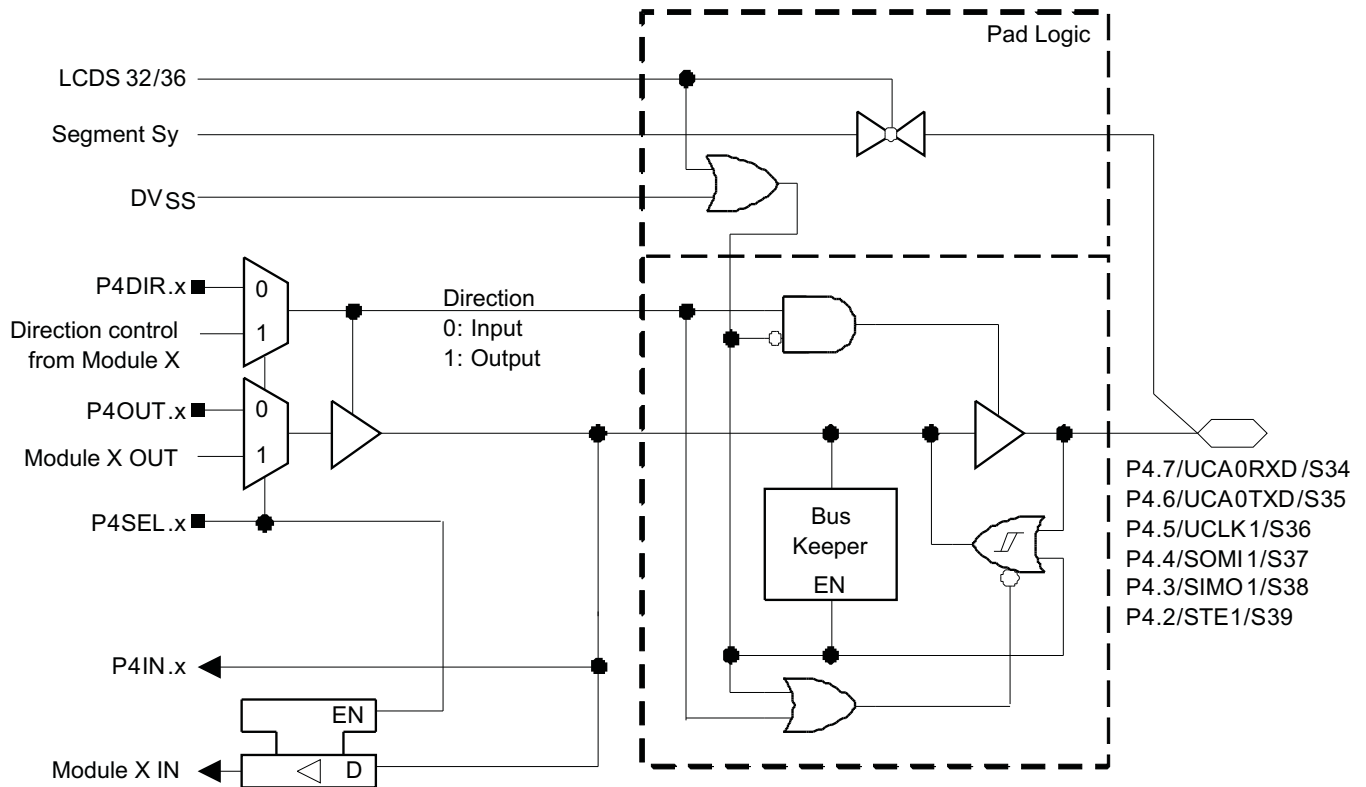 Pad Logic
LCDS 32/36
Segment Sy
DVSS
P4DIR.x
0
1
Direction control
from Module X
Direction
0: Input
1: Output
P4OUT.x
0
1
Module X OUT
P4SEL.x
Bus
Keeper
EN
P4.7/UCA0RXD/S34
P4.6/UCA0TXD/S35
P4.5/UCLK1/S36
P4.4/SOMI1/S37
P4.3/SIMO1/S38
P4.2/STE1/S39
P4IN.x
EN
D
Module X IN